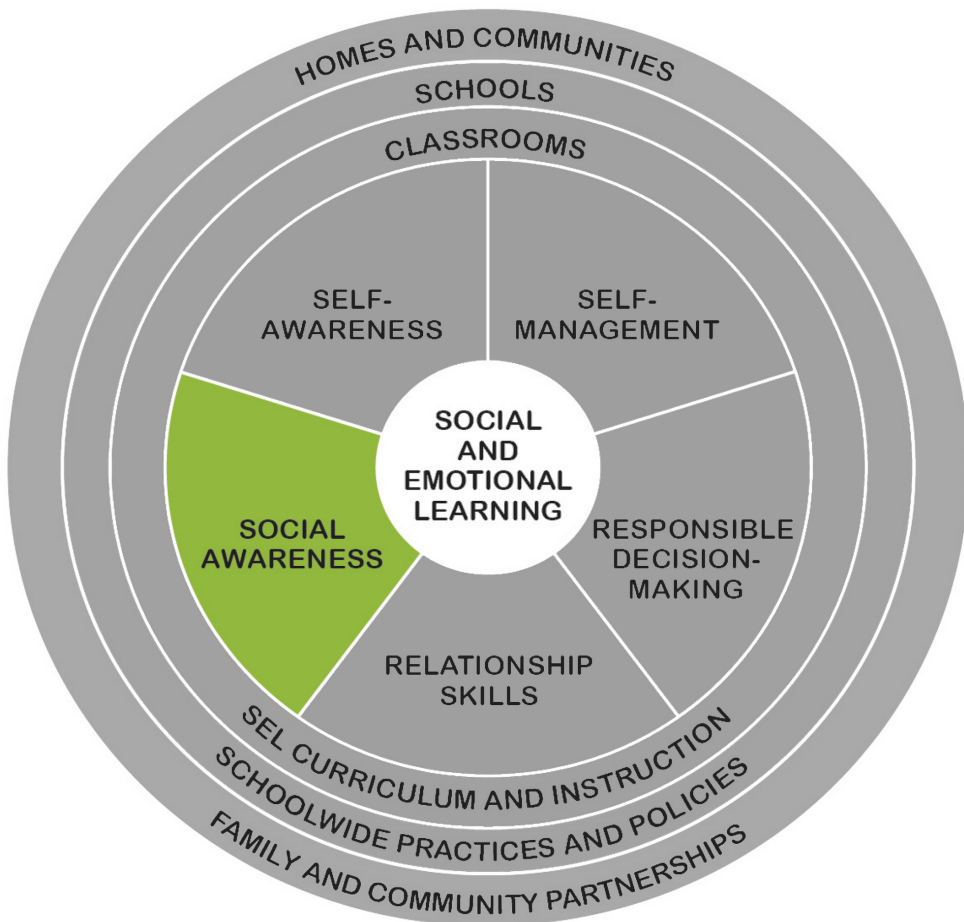 HOMES AND COMMUNITIES
SCHOOLS
CLASSROOMS
SELF-
AWARENESS
SELF-
MANAGEMENT
SOCIAL
AND
EMOTIONAL
LEARNING
SOCIAL
AWARENESS
RESPONSIBLE
DECISION-
MAKING
RELATIONSHIP
SKILLS
SEL CURRICULUM AND INSTRUCTION
SCHOOLWIDE PRACTICES AND POLICIES
FAMILY AND COMMUNITY PARTNERSHIPS